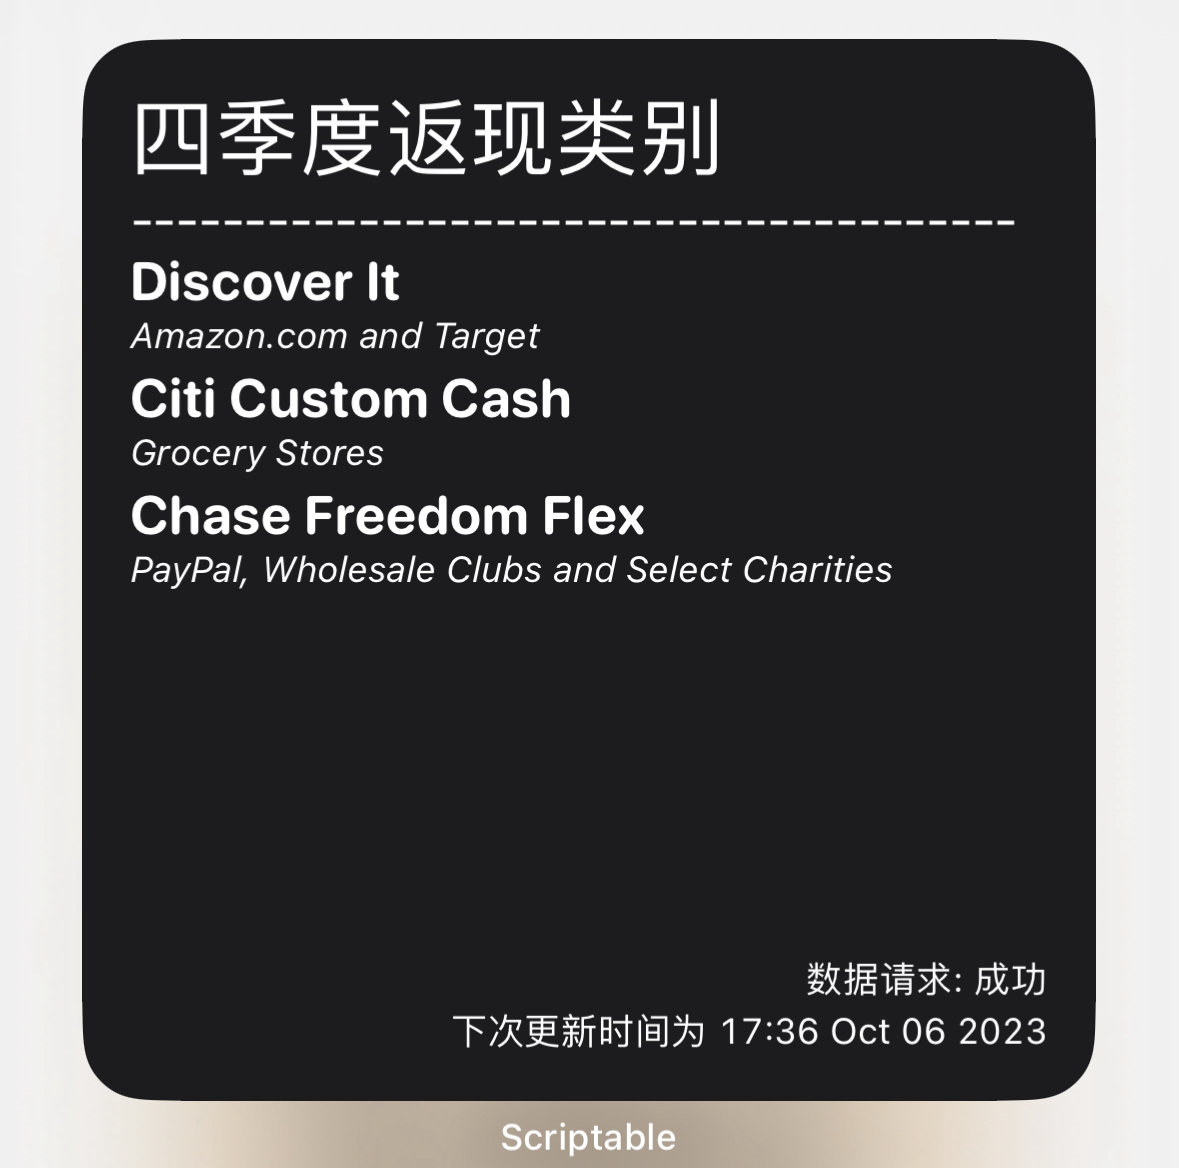 四季度返现类别
---------------------------------------
Discover It
Amazon.com and Target
Citi Custom Cash
Grocery Stores
Chase Freedom Flex
PayPal, Wholesale Clubs and Select Charities
数据请求: 成功
下次更新时间为 17:36 Oct 06 2023
Scriptable